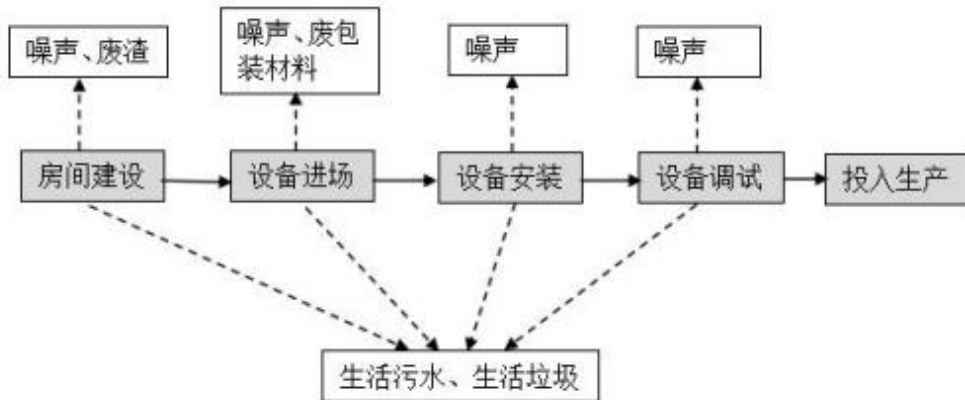 噪声、废渣
噪声、废包
装材料
噪声
噪声
房间建设
设备进场
设备安装
设备调试
投入生产
生活污水、生活垃圾